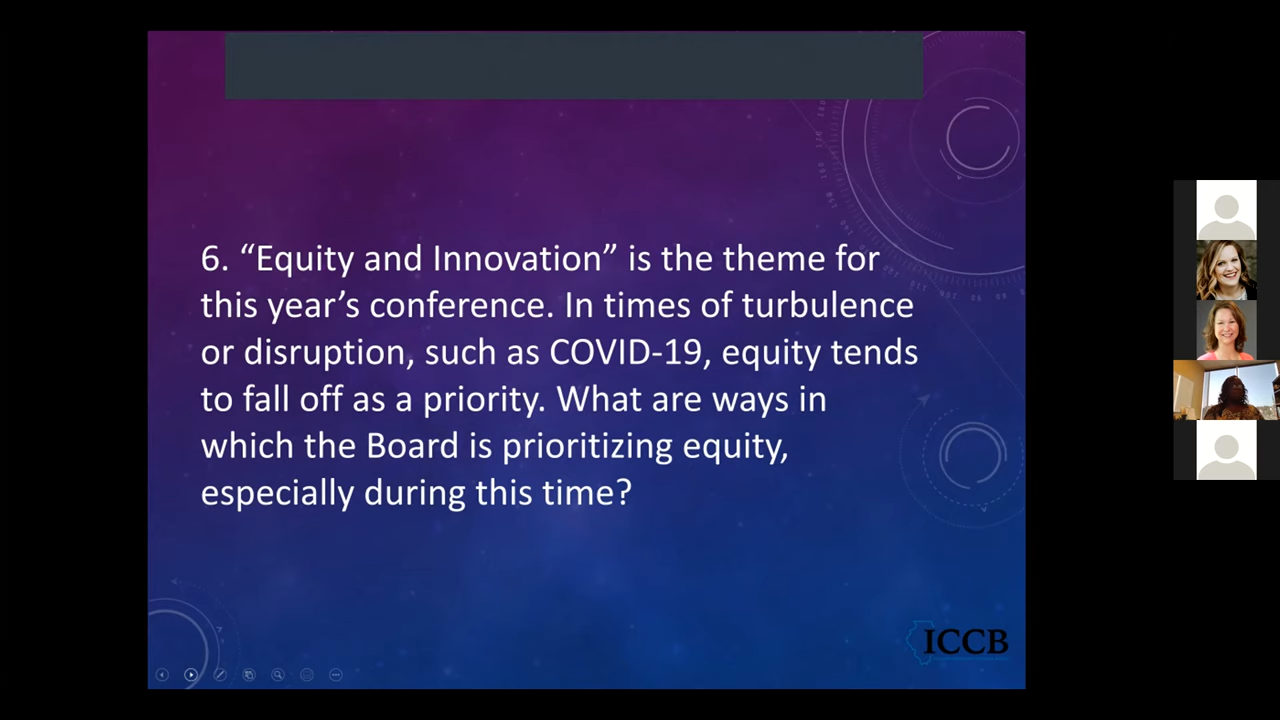 6. “Equity and Innovation” is the theme for
this year’s conference. In times of turbulence
or disruption, such as COVID-19, equity tends
to fall off as a priority. What are ways in
which the Board is prioritizing equity,
especially during this time?
ICCB